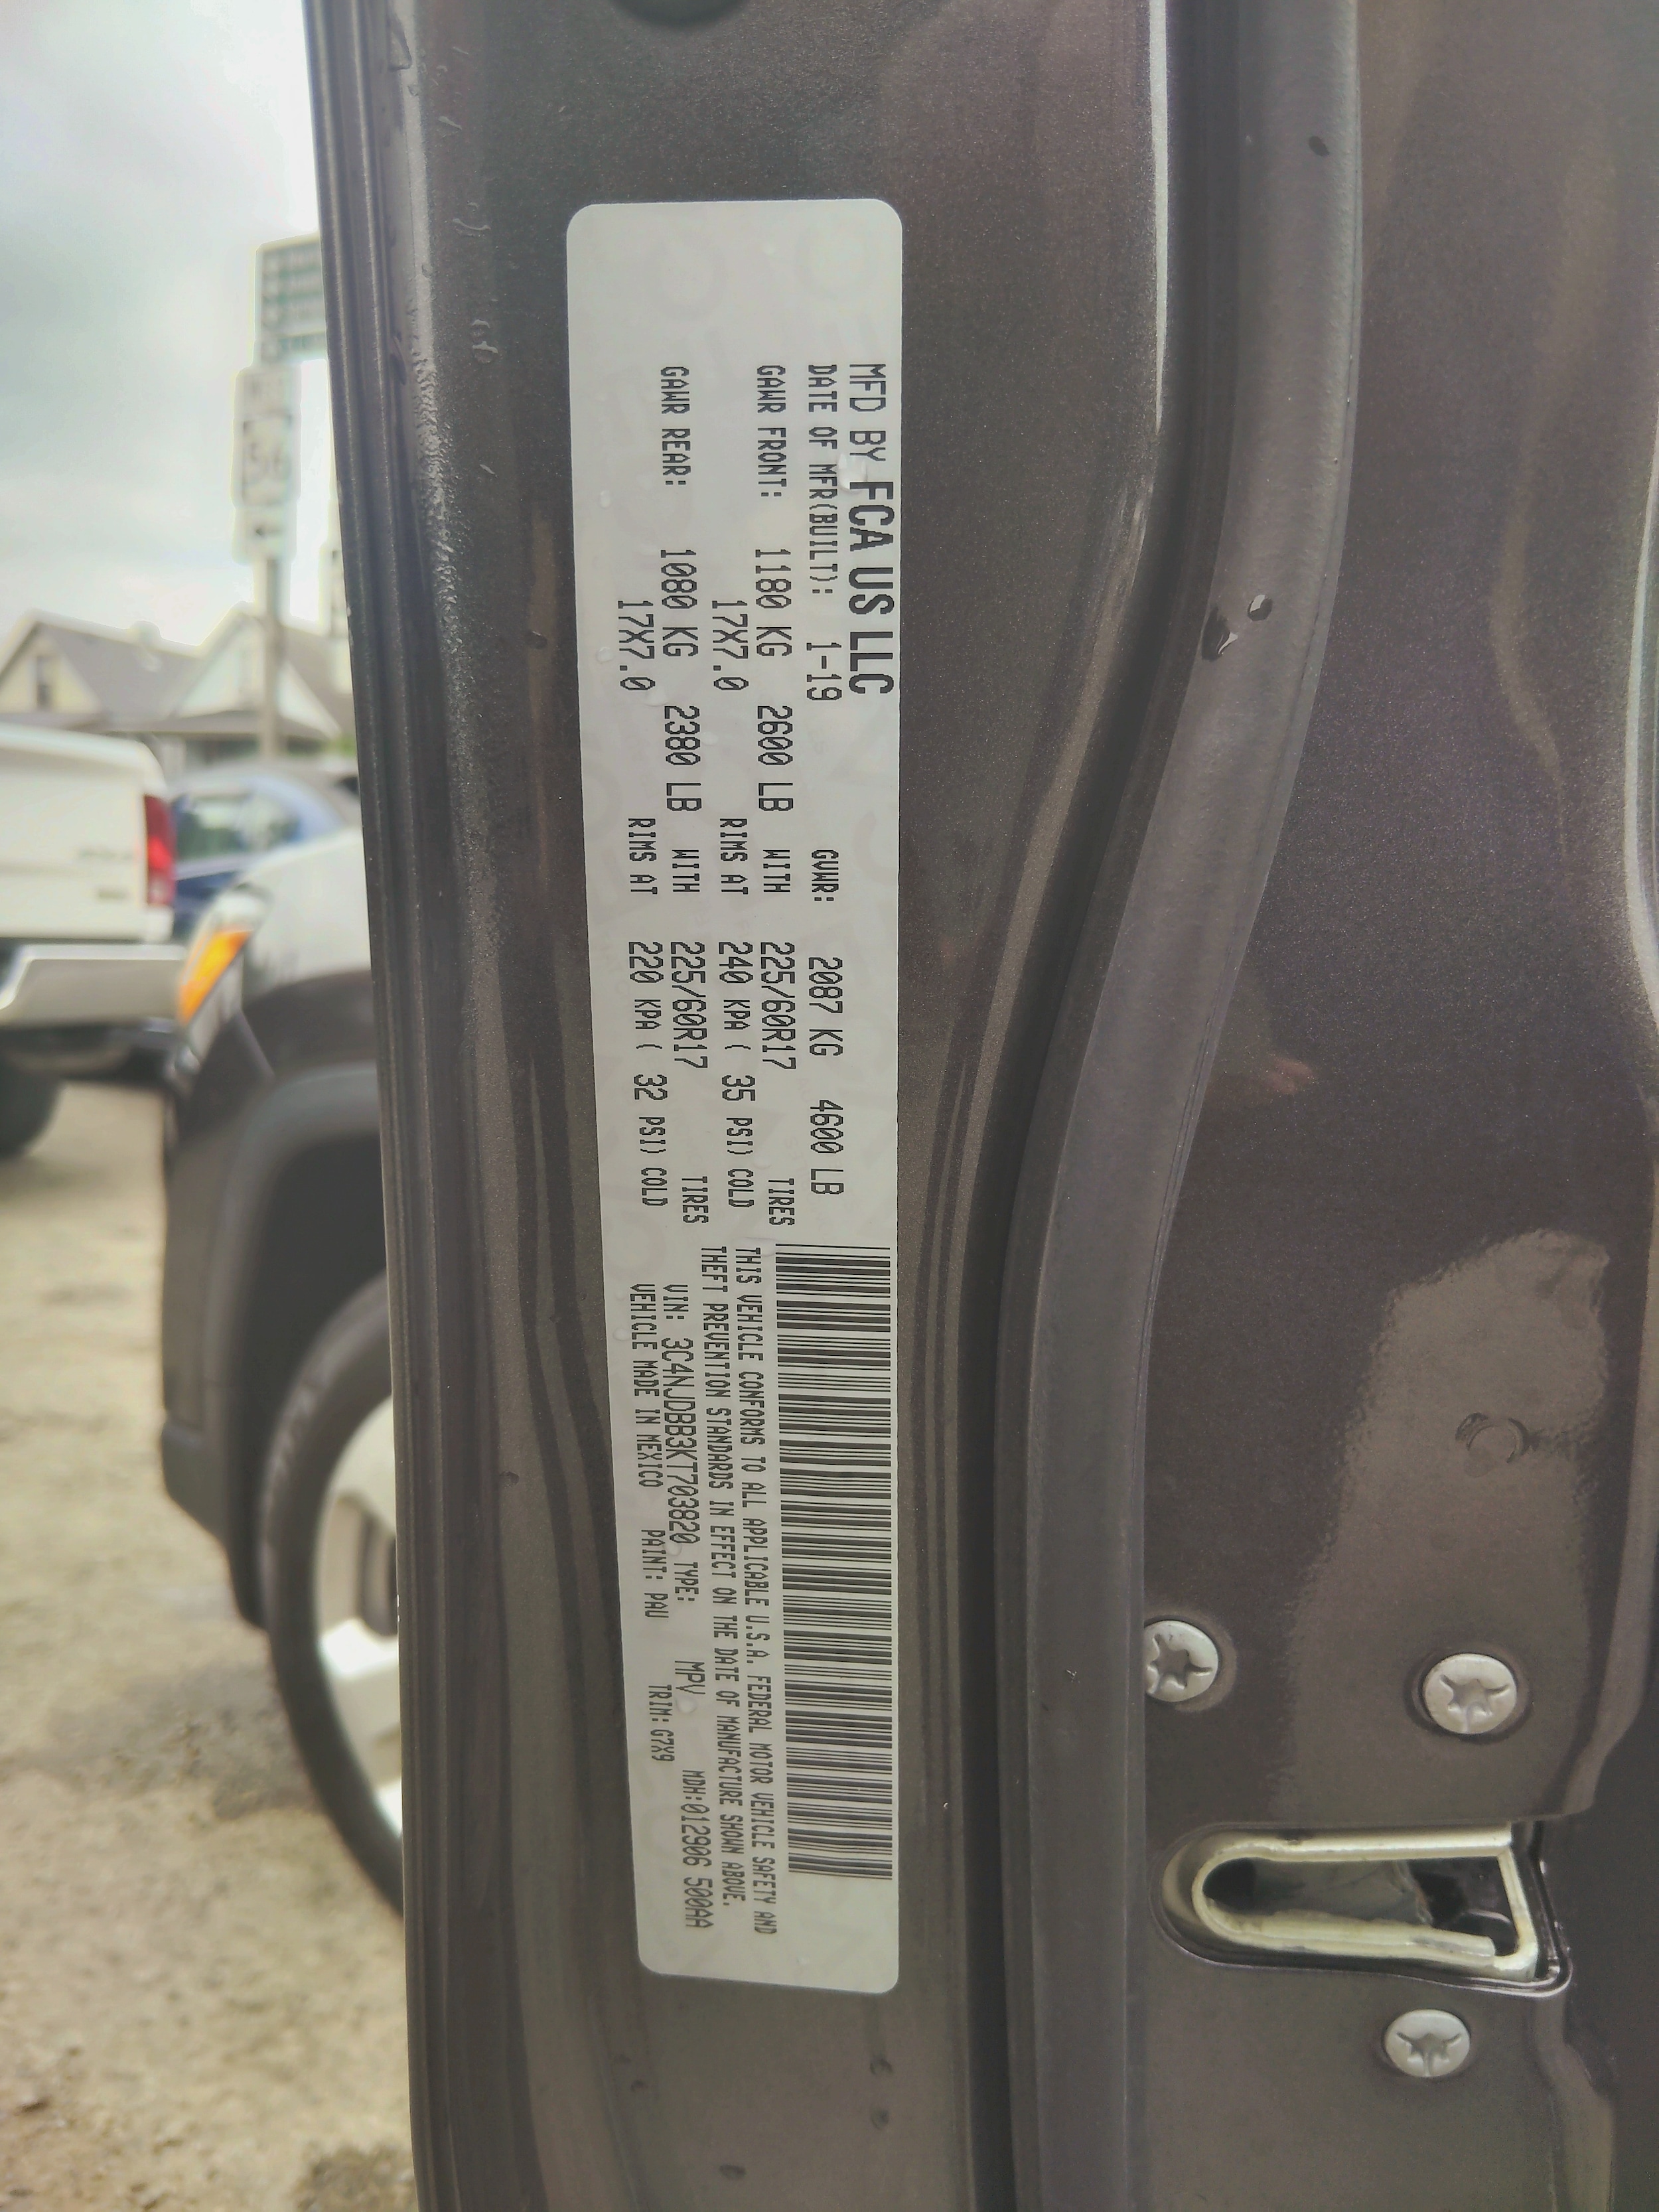 MFD BY FCA US LLC
DATE OF MFR(BUILT): 1-19 GVWR: 2087 KG 4600 LB
GAWR FRONT: 1180 KG 2600 LB WITH 225/60R17 TIRES
17X7.0 RIMS AT 240 KPA ( 35 PSI) COLD
GAWR REAR: 1080 KG 2380 LB WITH 225/60R17 TIRES
17X7.0 RIMS AT 220 KPA ( 32 PSI) COLD
THIS VEHICLE CONFORMS TO ALL APPLICABLE U.S.A. FEDERAL MOTOR VEHICLE SAFETY AND
THEFT PREVENTION STANDARDS IN EFFECT ON THE DATE OF MANUFACTURE SHOWN ABOVE.
VIN: 3C4NJDBB3KT703820 TYPE: MPV MDH:012906 500AA
VEHICLE MADE IN MEXICO PAINT: PAU TRIM: G7X9
56